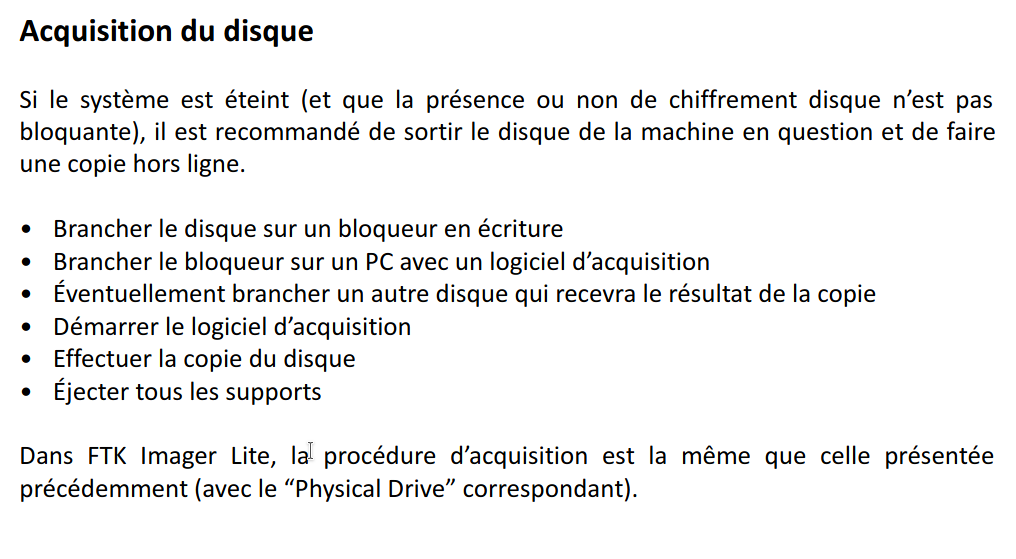 Acquisition du disque
Si le système est éteint (et que la présence ou non de chiffrement disque n’est pas
bloquante), il est recommandé de sortir le disque de la machine en question et de faire
une copie hors ligne.
• Brancher le disque sur un bloqueur en écriture
• Brancher le bloqueur sur un PC avec un logiciel d’acquisition
• Éventuellement brancher un autre disque qui recevra le résultat de la copie
• Démarrer le logiciel d’acquisition
• Effectuer la copie du disque
• Éjecter tous les supports
Dans FTK Imager Lite, la procédure d’acquisition est la même que celle présentée
précédemment (avec le “Physical Drive” correspondant).